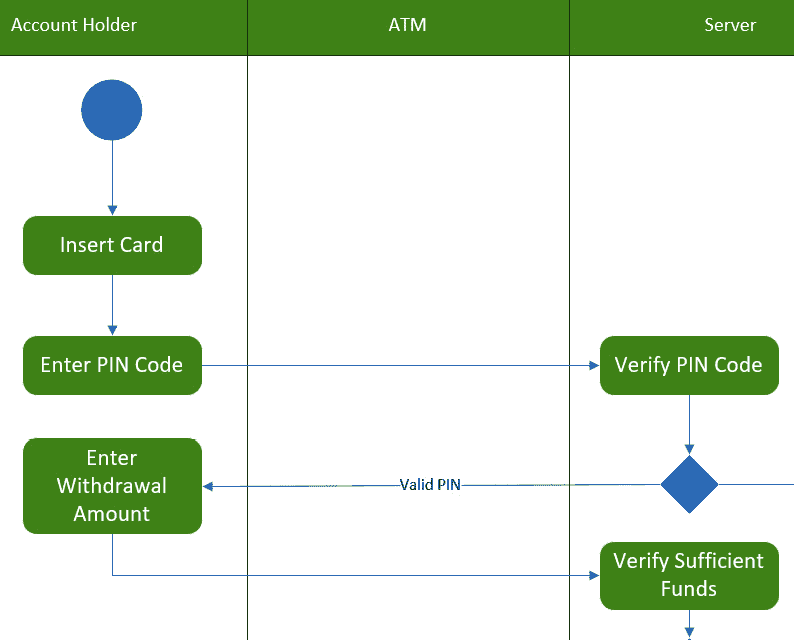 Account Holder
ATM
Server
Insert Card
Enter PIN Code
Verify PIN Code
Enter
Withdrawal
Amount
Valid PIN
Verify Sufficient
Funds